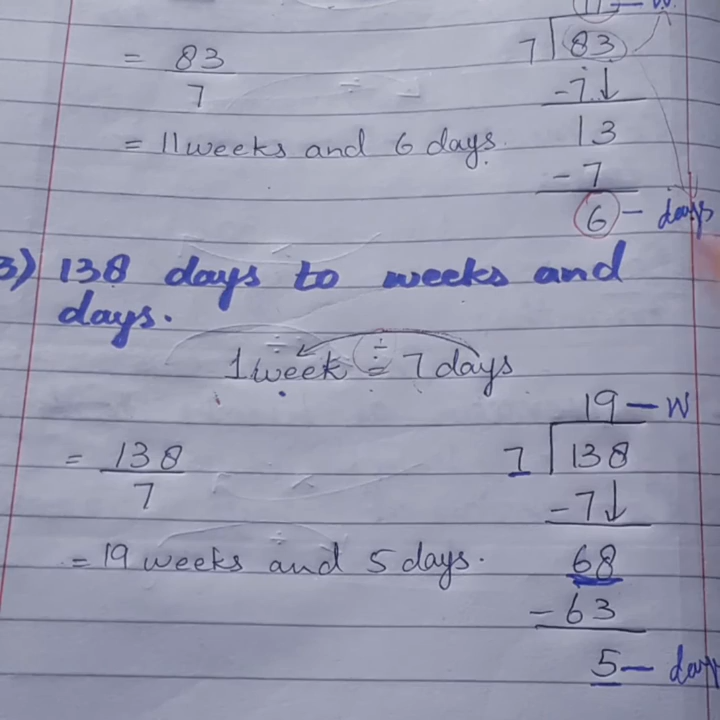 = 83/7
= 11 weeks and 6 days.
7 83
-7↓
13
-7
6 - days
3) 138 days to weeks and
days.
÷
1 week = 7 days
= 138/7
= 19 weeks and 5 days.
19 - W
7 138
-7↓
68
-63
5 - day